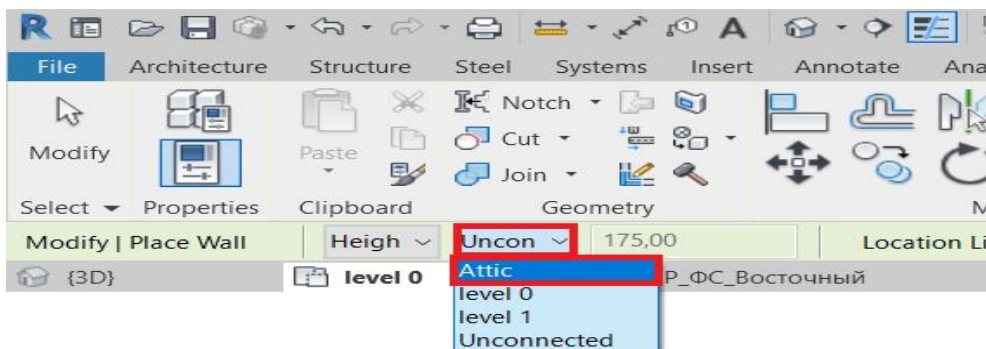 R A
File Architecture Structure Steel Systems Insert Annotate Ana
Notch
Modify Paste Cut
Join
Select Properties Clipboard Geometry M
Modify | Place Wall Heigh Uncon 175,00 Location Li
{3D} level 0 Attic Р_ФС_Восточный
level 0
level 1
Unconnected